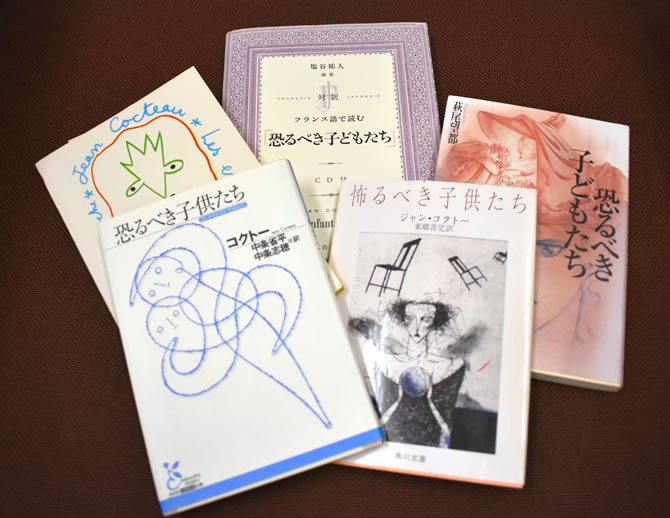 Jean Cocteau * Les e
塩谷祐人
編著
FRANÇAIS 対訳 JAPONAIS
フランス語で読む
「恐るべき子どもたち」
CD付
萩尾望都
恐るべき
子どもたち
恐るべき子供たち
コクトー
中条省平
中条志穂・訳
怖るべき子供たち
ジャン・コクトー
東郷青児訳
角川文庫